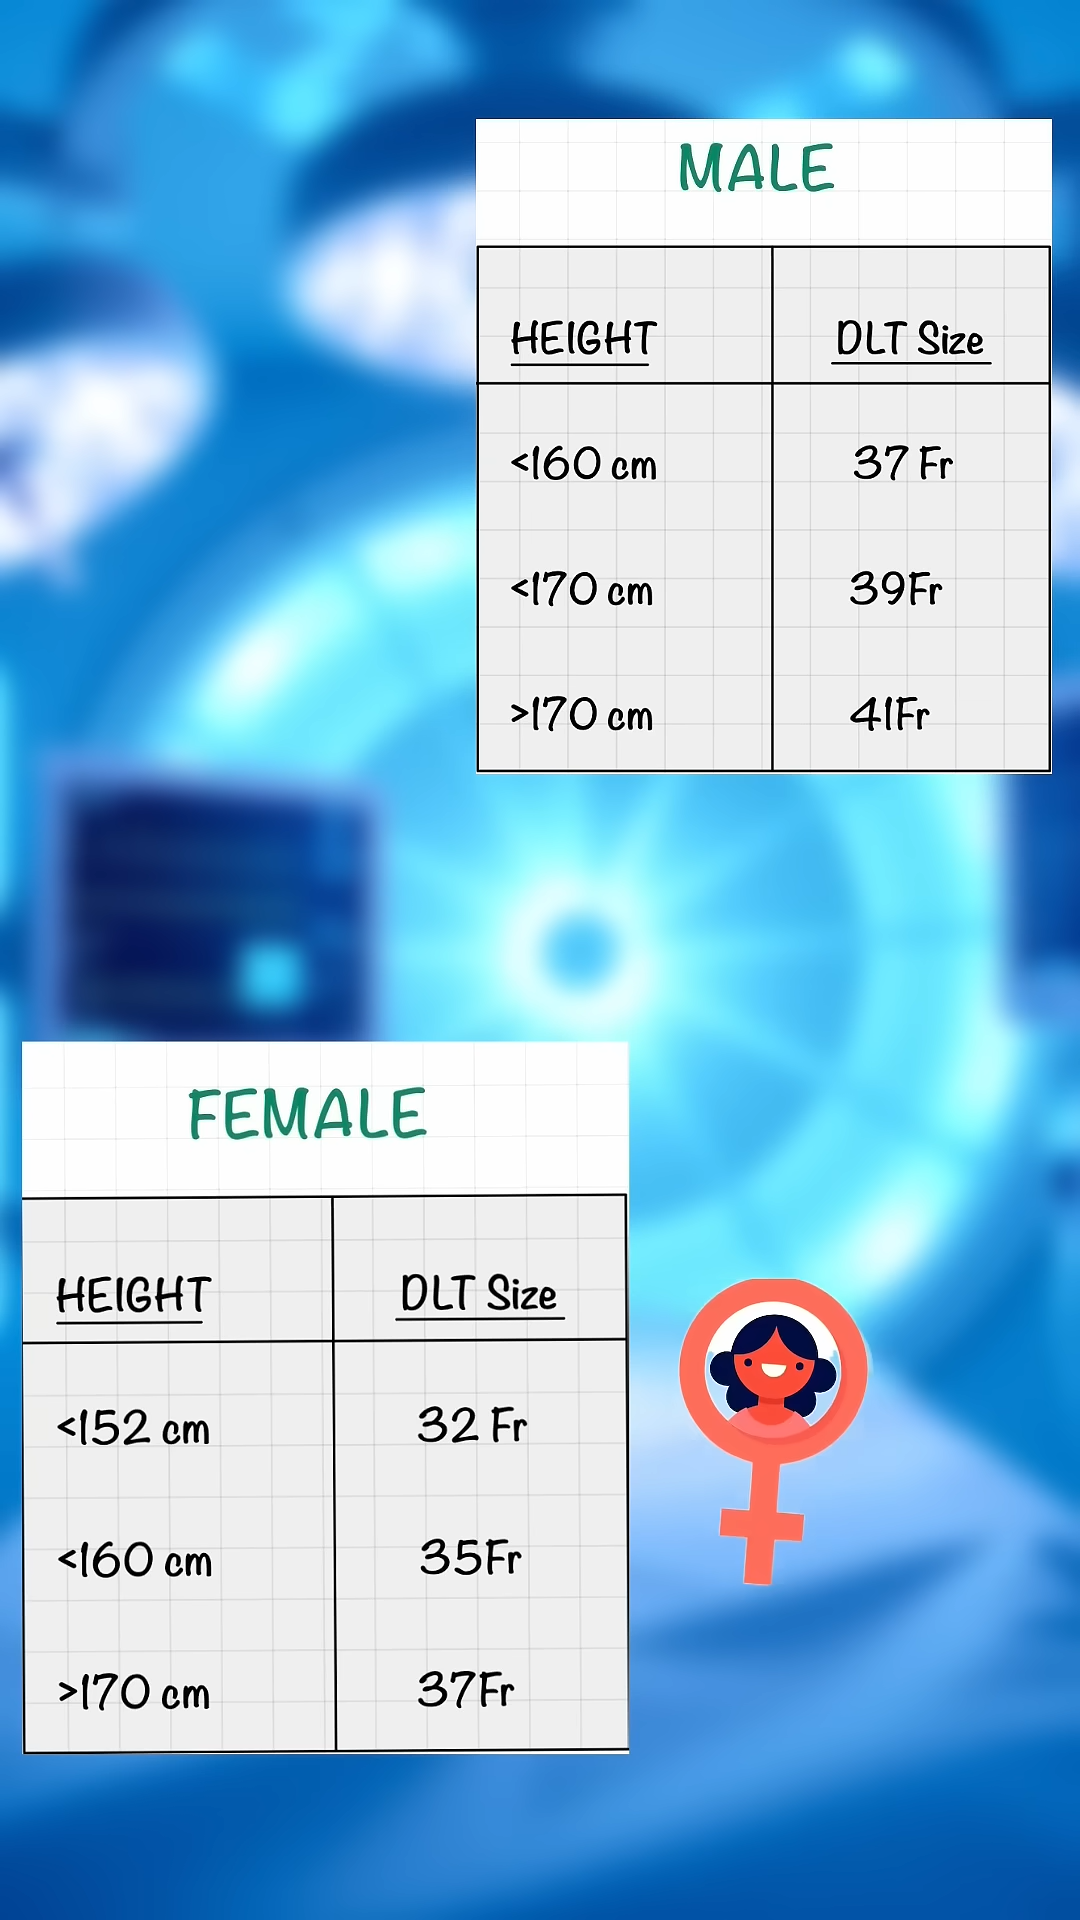 MALE
HEIGHT DLT Size
<160 cm 37 Fr
<170 cm 39Fr
>170 cm 41Fr
FEMALE
HEIGHT DLT Size
<152 cm 32 Fr
<160 cm 35Fr
>170 cm 37Fr